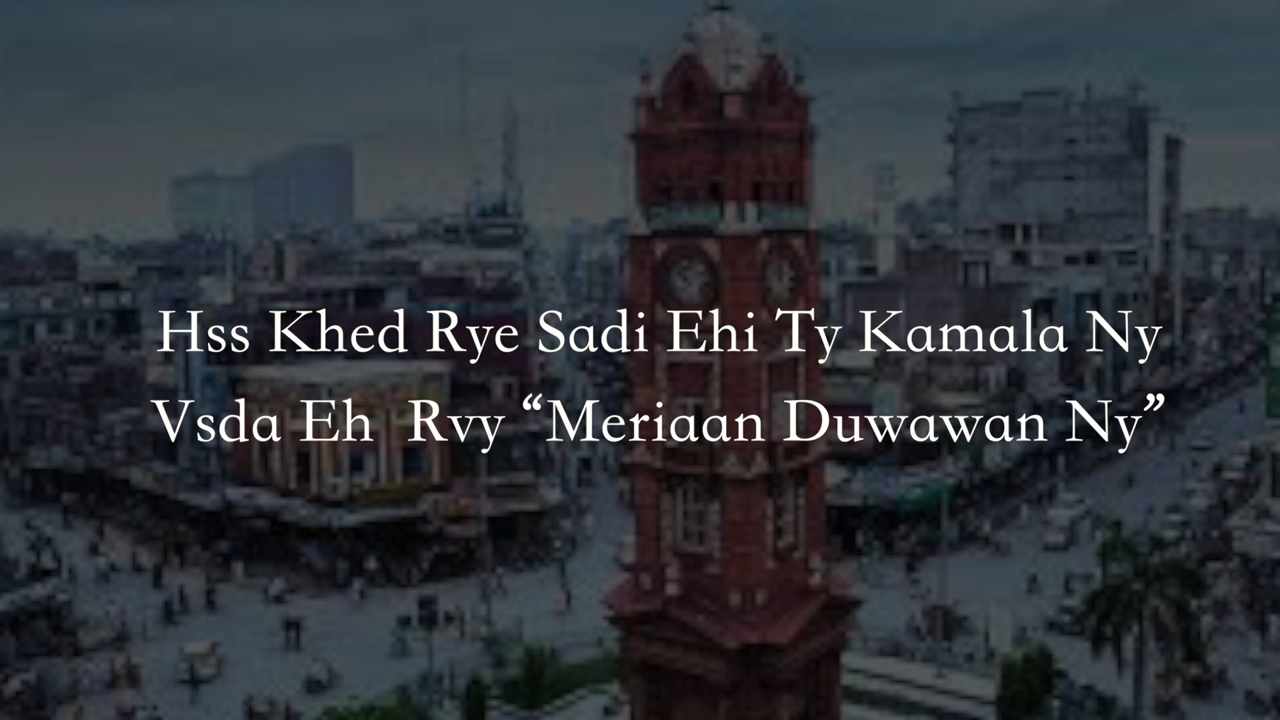 Hss Khed Rye Sadi Ehi Ty Kamala Ny
Vsda Eh Rvy “Meriaan Duwawan Ny”